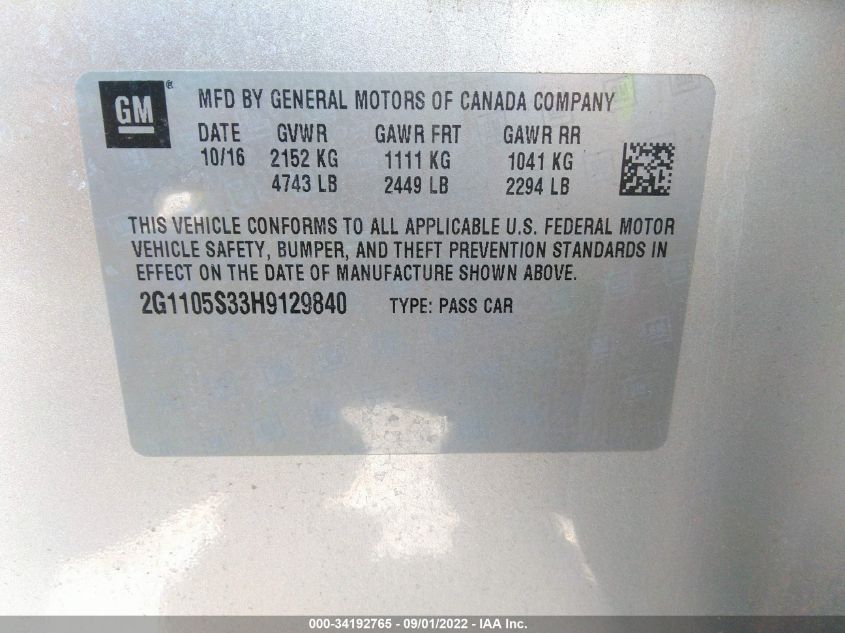 GM ®
MFD BY GENERAL MOTORS OF CANADA COMPANY
DATE GVWR GAWR FRT GAWR RR
10/16 2152 KG 1111 KG 1041 KG
4743 LB 2449 LB 2294 LB
THIS VEHICLE CONFORMS TO ALL APPLICABLE U.S. FEDERAL MOTOR
VEHICLE SAFETY, BUMPER, AND THEFT PREVENTION STANDARDS IN
EFFECT ON THE DATE OF MANUFACTURE SHOWN ABOVE.
2G1105S33H9129840 TYPE: PASS CAR
000-34192765 - 09/01/2022 - IAA Inc.